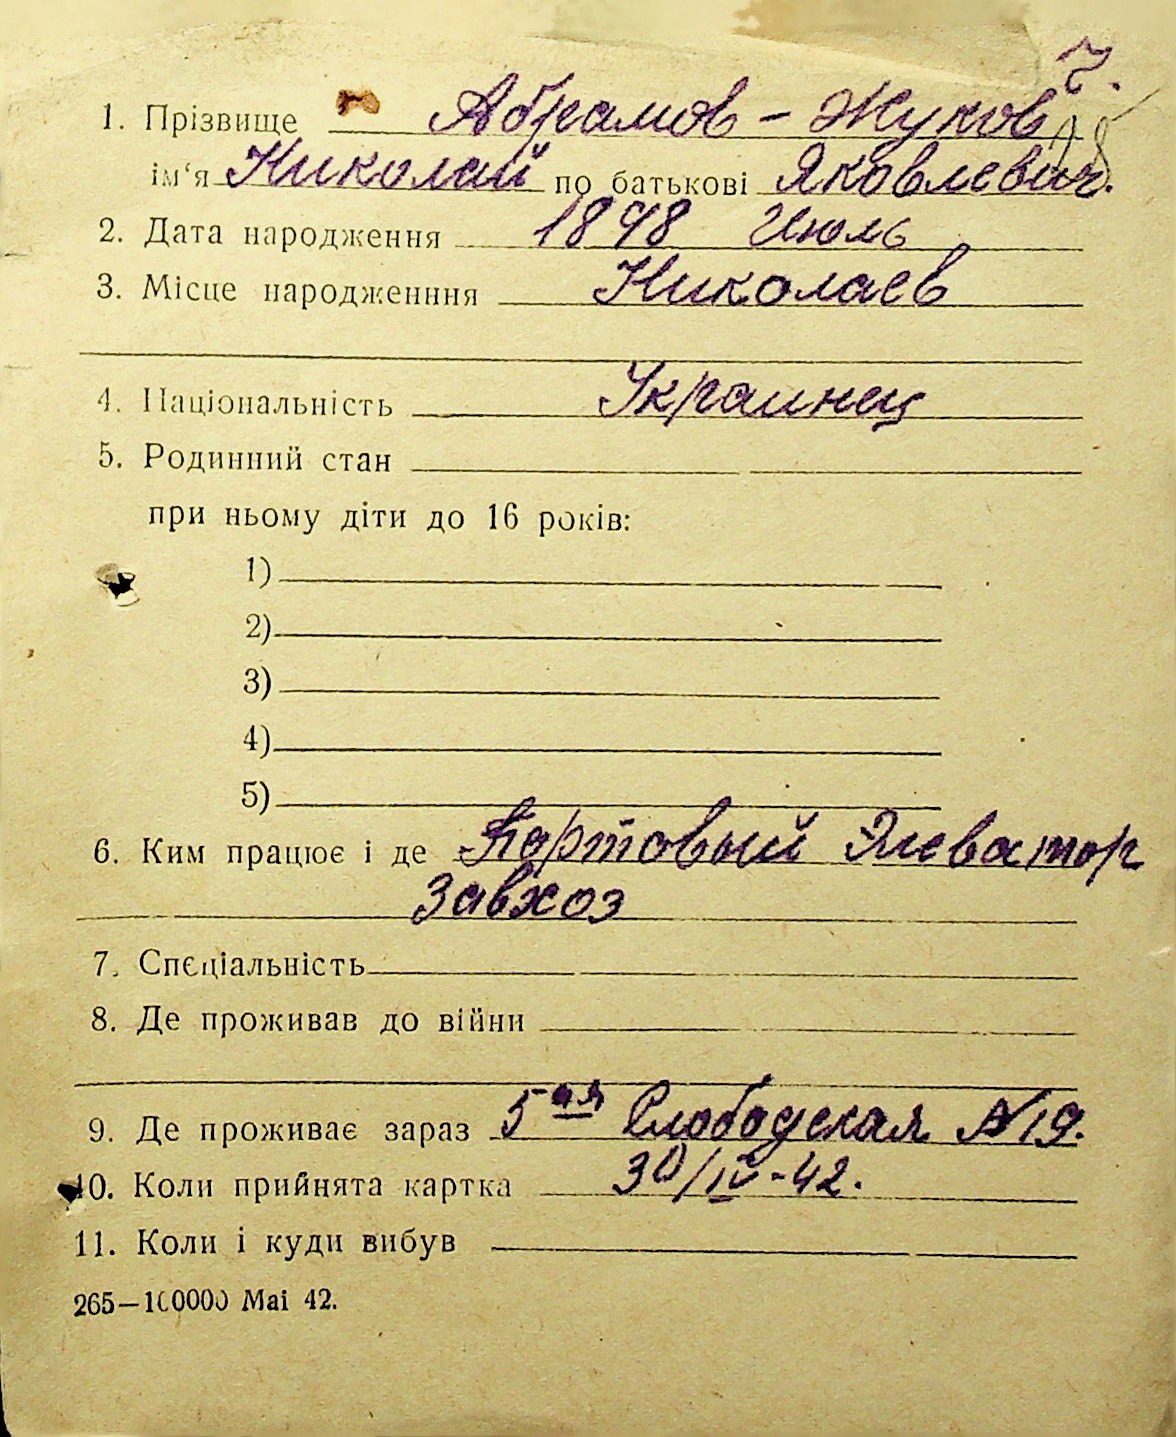 1. Прізвище Абрамов – Жуков
ім‘я Николай по батькові Яковлевич.
2. Дата народження 1898 Июль
3. Місце народженння Николаев
4. Національність Украинец
5. Родинний стан
при ньому діти до 16 років:
1)
2)
3)
4)
5)
6. Ким працює і де Портовый Элеватор
Завхоз
7. Спєціальність
8. Де проживав до війни
9. Де проживає зараз 5ая Слободская №19.
10. Коли прийнята картка 30/IV-42.
11. Коли і куди вибув
265—100000 Mai 42.